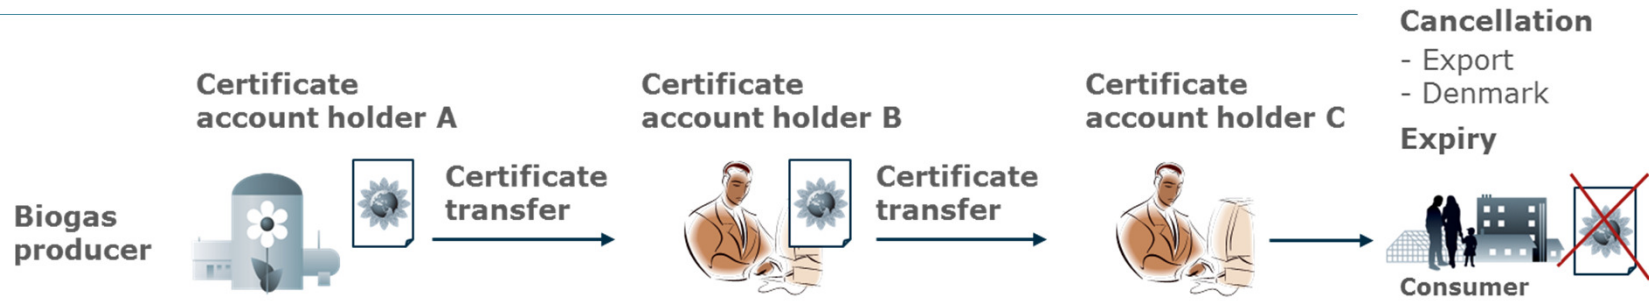 Biogas
producer
Certificate
account holder A
Certificate
transfer
Certificate
account holder B
Certificate
transfer
Certificate
account holder C
Cancellation
- Export
- Denmark
Expiry
Consumer